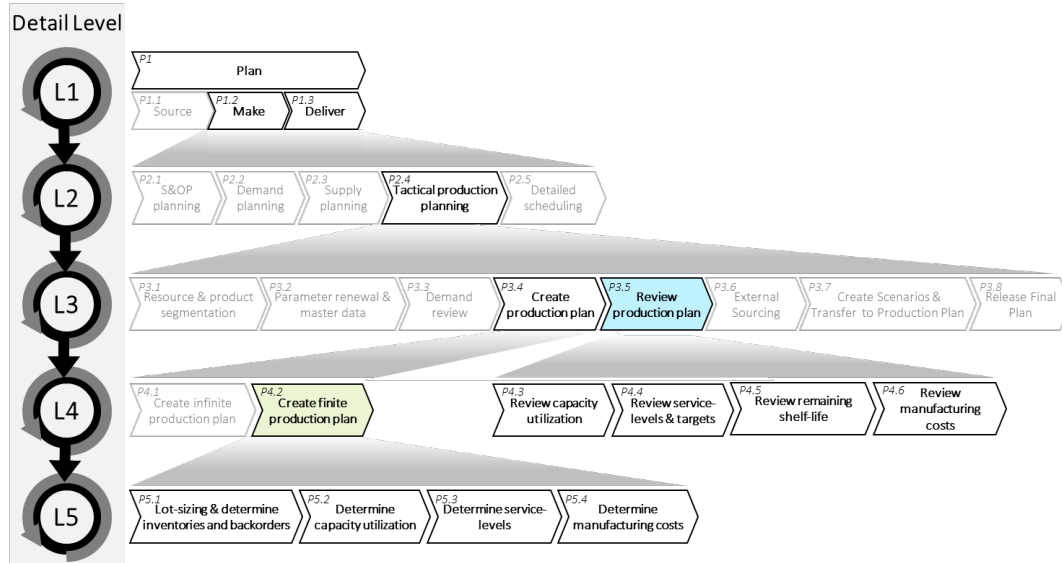 Detail Level
L1
P1
Plan
P1.1
Source
P1.2
Make
P1.3
Deliver
L2
P2.1
S&OP
planning
P2.2
Demand
planning
P2.3
Supply
planning
P2.4
Tactical production
planning
P2.5
Detailed
scheduling
L3
P3.1
Resource & product
segmentation
P3.2
Parameter renewal &
master data
P3.3
Demand
review
P3.4
Create
production plan
P3.5
Review
production plan
P3.6
External
Sourcing
P3.7
Create Scenarios &
Transfer to Production Plan
P3.8
Release Final
Plan
L4
P4.1
Create infinite
production plan
P4.2
Create finite
production plan
P4.3
Review capacity
utilization
P4.4
Review service-
levels & targets
P4.5
Review remaining
shelf-life
P4.6
Review
manufacturing
costs
L5
P5.1
Lot-sizing & determine
inventories and backorders
P5.2
Determine
capacity utilization
P5.3
Determine service-
levels
P5.4
Determine
manufacturing costs